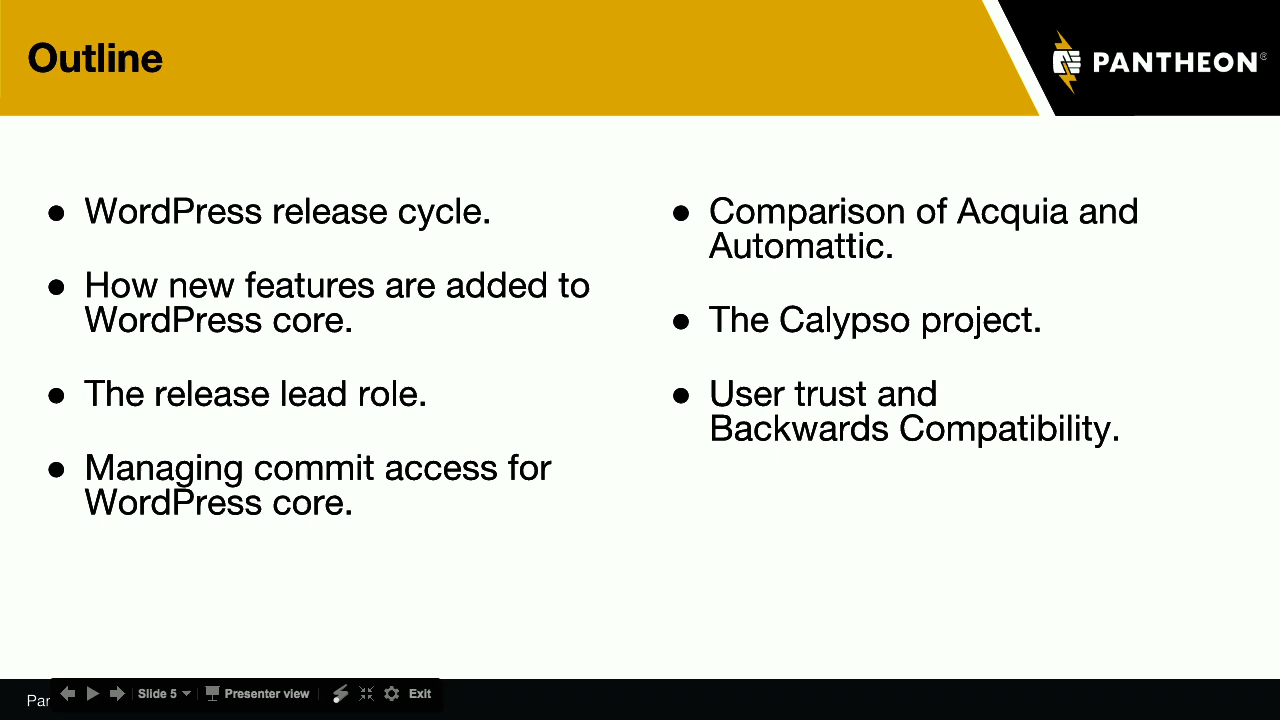 Outline
PANTHEON®
● WordPress release cycle.
● How new features are added to
WordPress core.
● The release lead role.
● Managing commit access for
WordPress core.
● Comparison of Acquia and
Automattic.
● The Calypso project.
● User trust and
Backwards Compatibility.
Slide 5
Presenter view
Exit